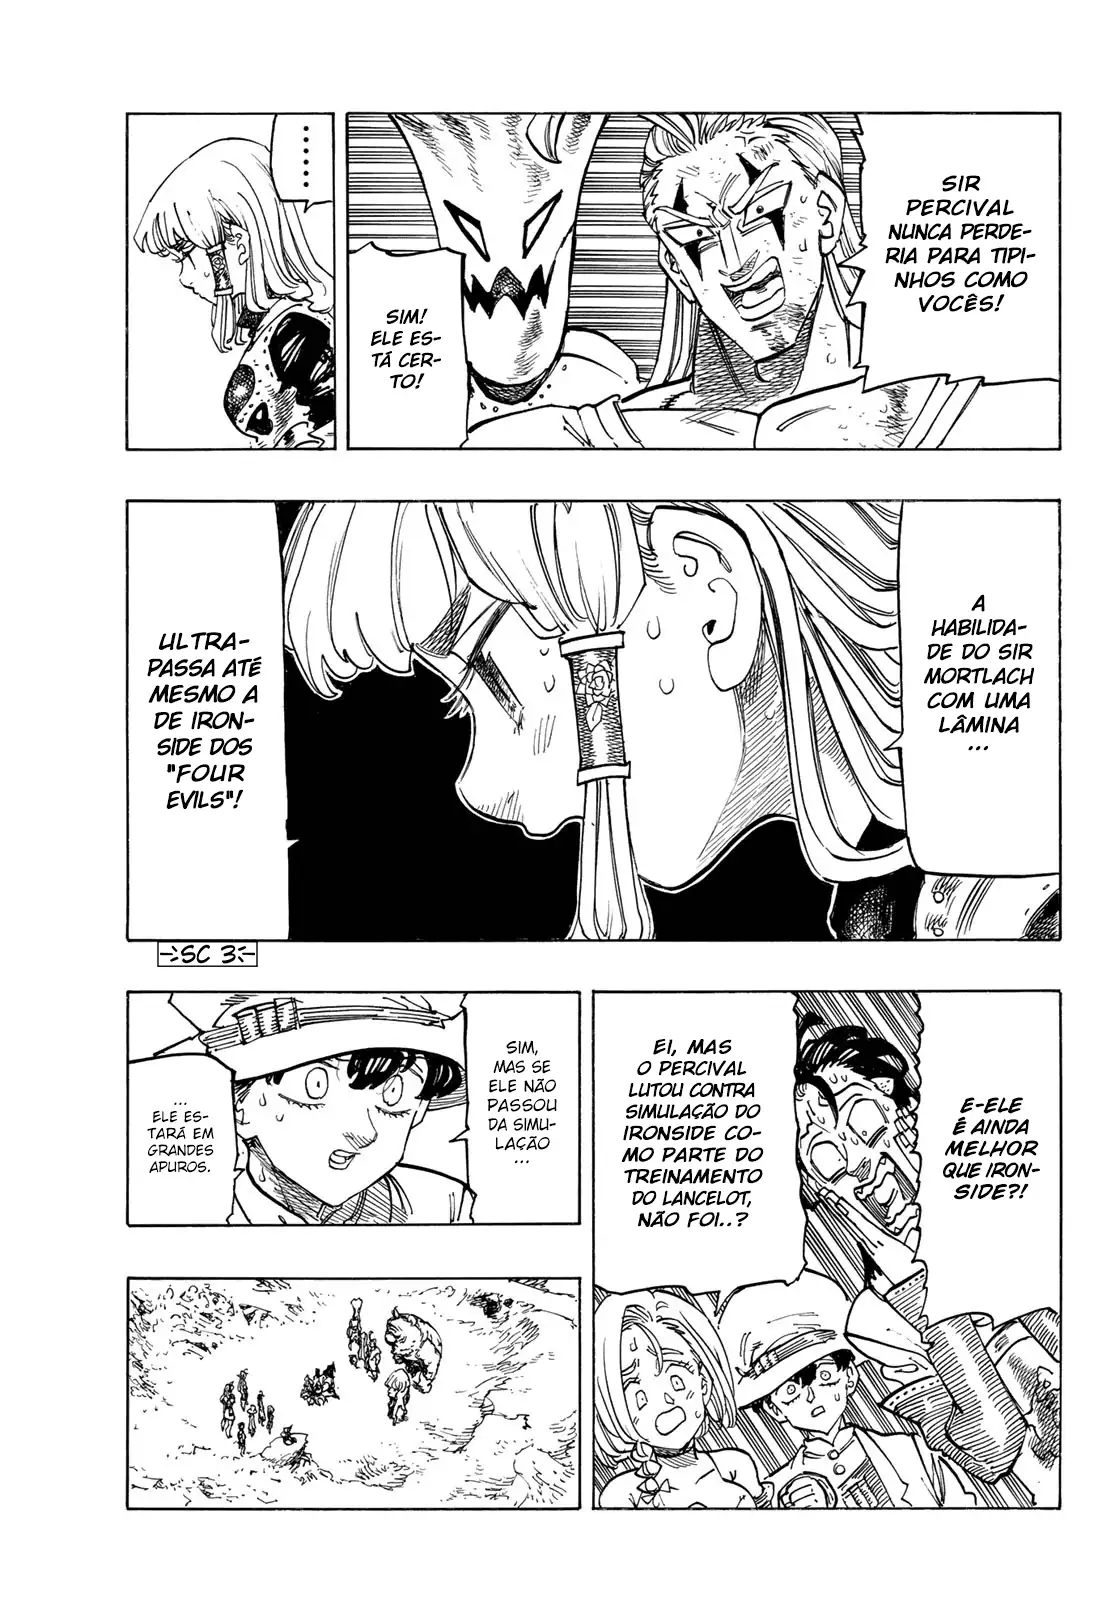 SIR
PERCIVAL
NUNCA PERDE-
RIA PARA TIPI-
NHOS COMO
VOCÊS!
SIM!
ELE ES-
TÁ CER-
TO!
......
A
HABILIDA-
DE DO SIR
MORTLACH
COM UMA
LÂMINA
...
ULTRA-
PASSA ATÉ
MESMO A
DE IRON-
SIDE DOS
"FOUR
EVILS"!
SC 3
E-ELE
É AINDA
MELHOR
QUE IRON-
SIDE?!
EI, MAS
O PERCIVAL
LUTOU CONTRA
SIMULAÇÃO DO
IRONSIDE CO-
MO PARTE DO
TREINAMENTO
DO LANCELOT,
NÃO FOI..?
SIM,
MAS SE
ELE NÃO
PASSOU
DA SIMU-
LAÇÃO
...
...
ELE ES-
TARÁ EM
GRANDES
APUROS.